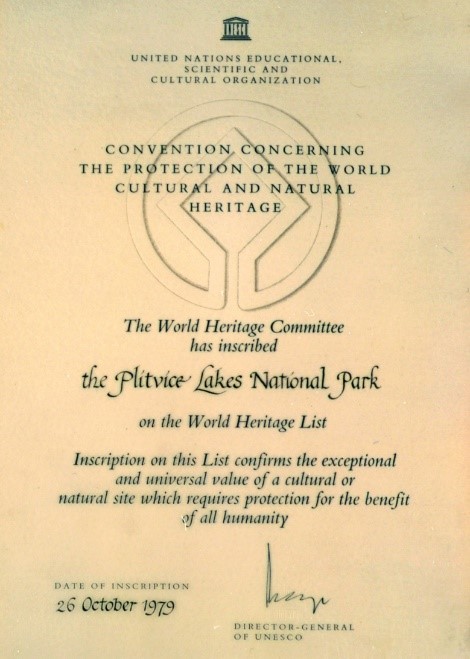 UNITED NATIONS EDUCATIONAL,
SCIENTIFIC AND
CULTURAL ORGANIZATION
CONVENTION CONCERNING
THE PROTECTION OF THE WORLD
CULTURAL AND NATURAL
HERITAGE
The World Heritage Committee
has inscribed
the Plitvice Lakes National Park
on the World Heritage List
Inscription on this List confirms the exceptional
and universal value of a cultural or
natural site which requires protection for the benefit
of all humanity
DATE OF INSCRIPTION
26 October 1979
DIRECTOR-GENERAL
OF UNESCO